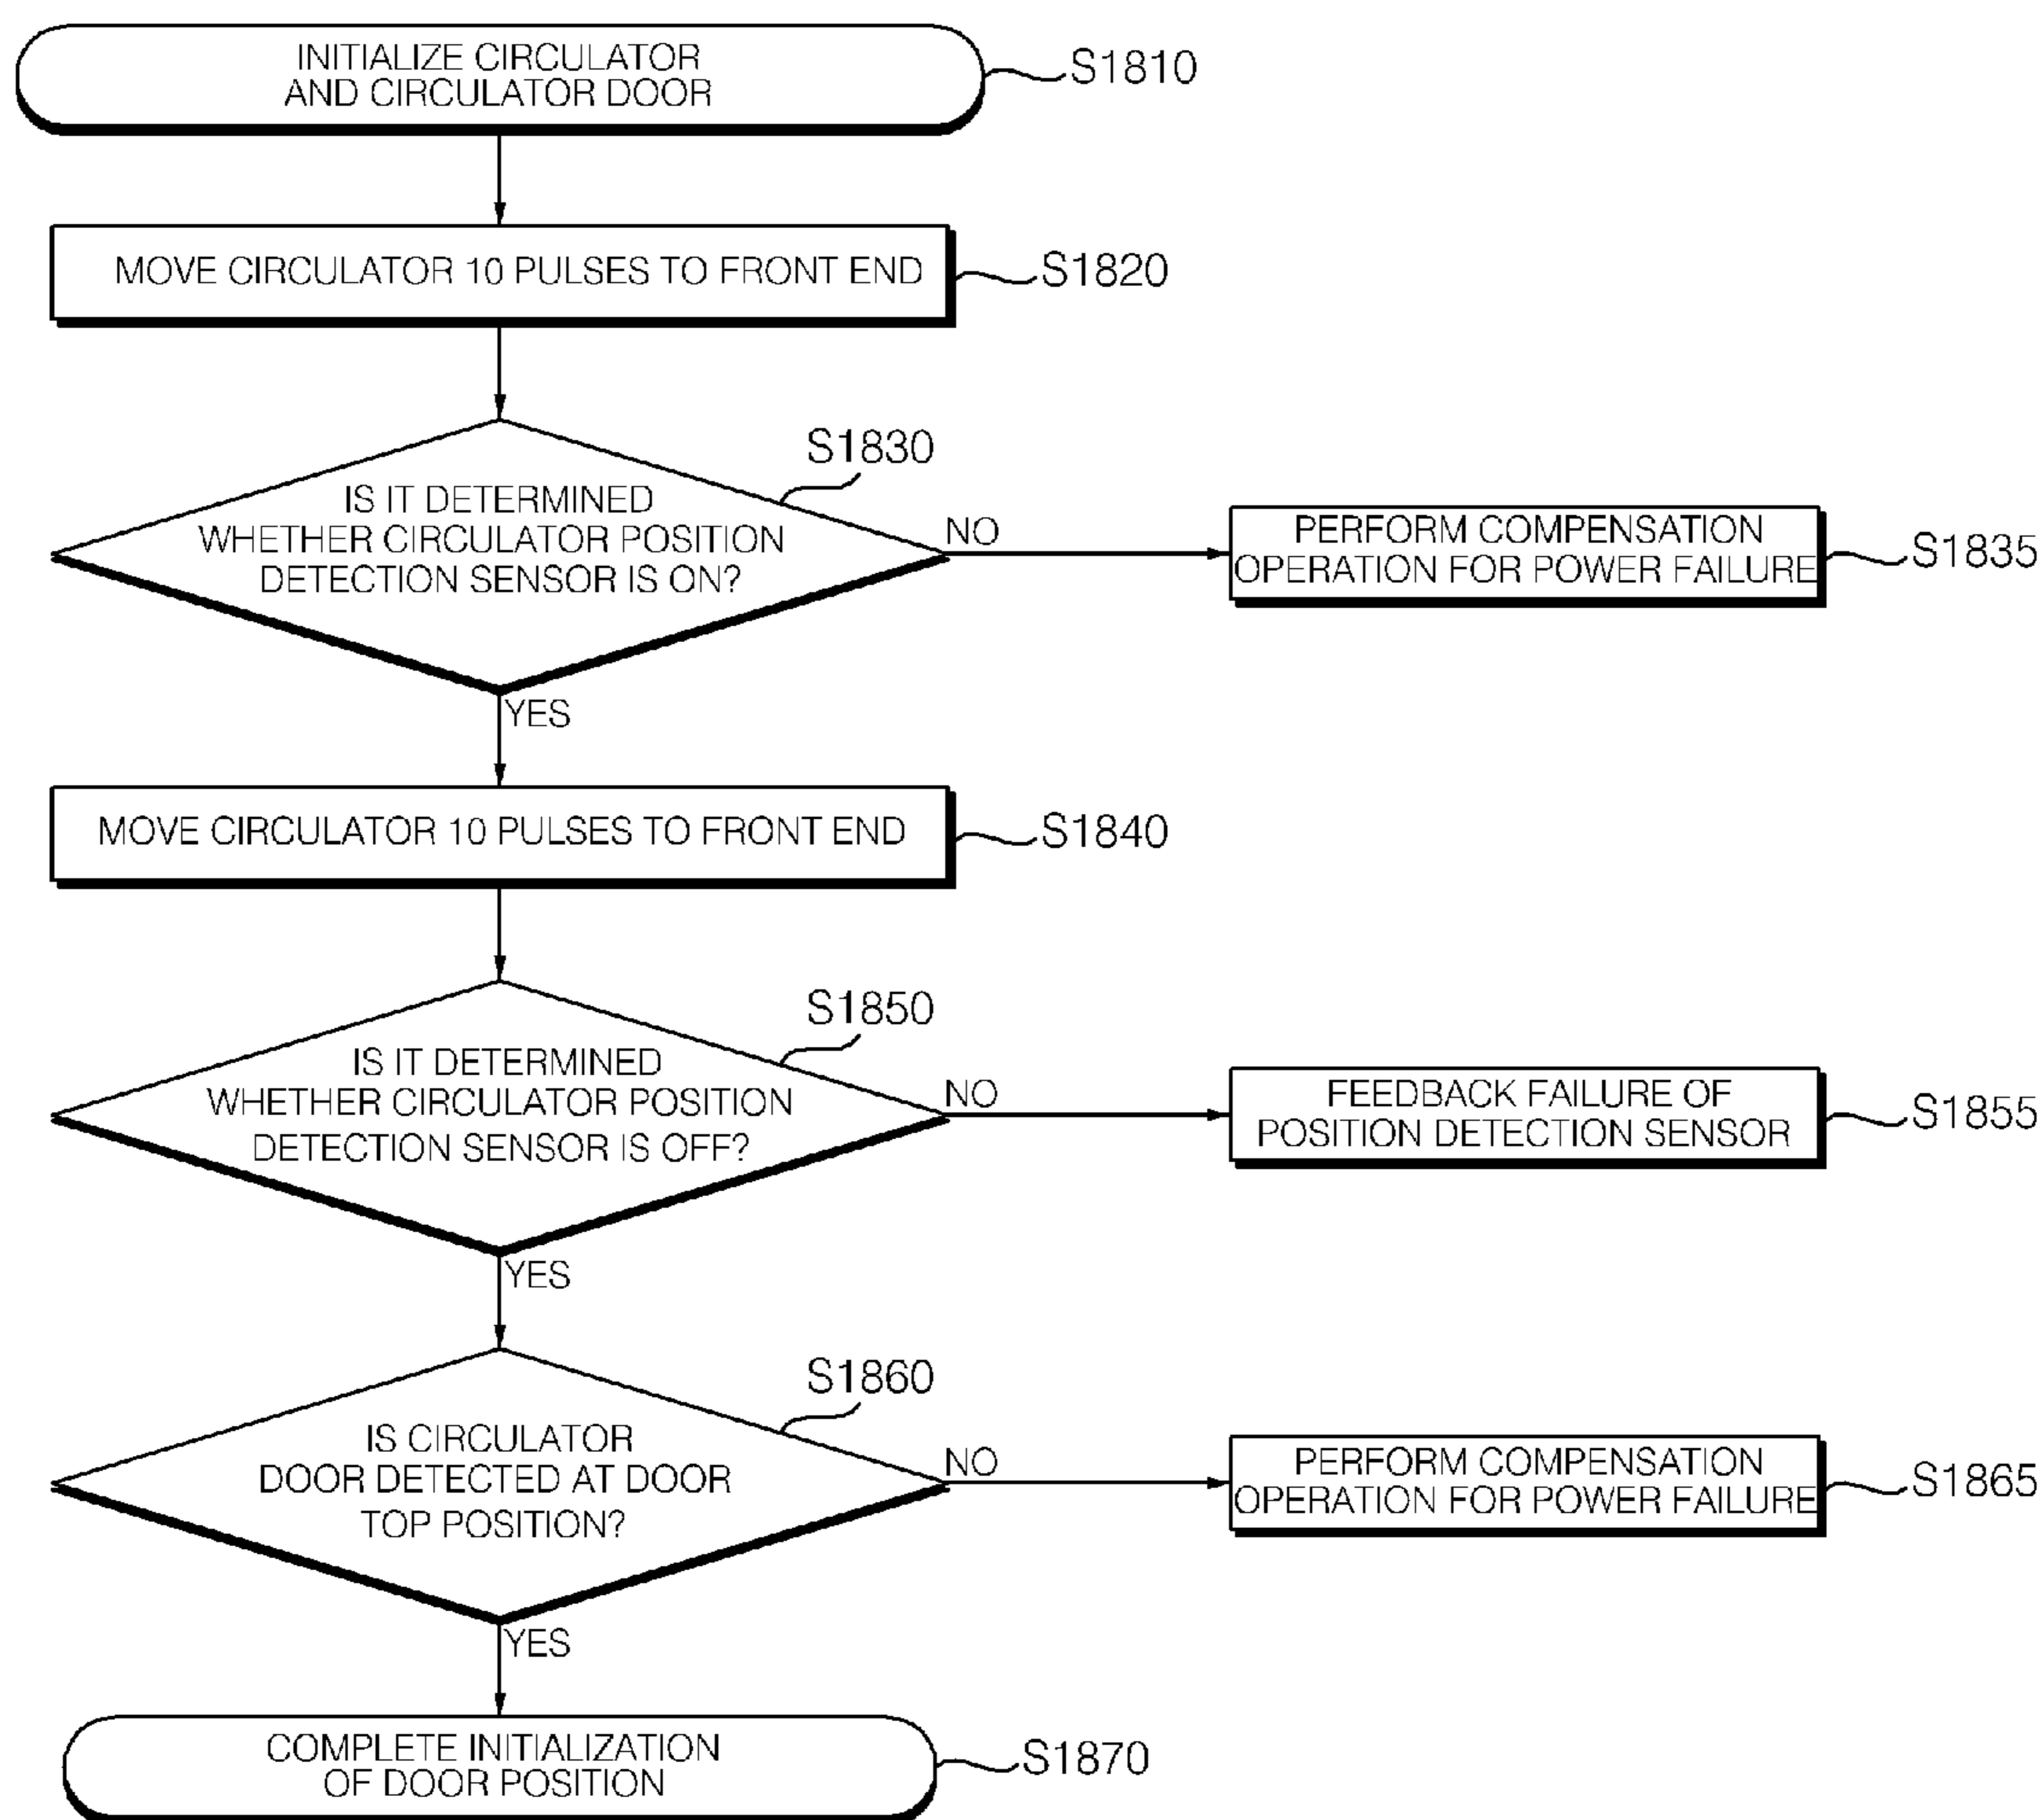 INITIALIZE CIRCULATOR
AND CIRCULATOR DOOR
S1810
MOVE CIRCULATOR 10 PULSES TO FRONT END
S1820
S1830
IS IT DETERMINED
WHETHER CIRCULATOR POSITION
DETECTION SENSOR IS ON?
NO
PERFORM COMPENSATION
OPERATION FOR POWER FAILURE
S1835
YES
MOVE CIRCULATOR 10 PULSES TO FRONT END
S1840
S1850
IS IT DETERMINED
WHETHER CIRCULATOR POSITION
DETECTION SENSOR IS OFF?
NO
FEEDBACK FAILURE OF
POSITION DETECTION SENSOR
S1855
YES
S1860
IS CIRCULATOR
DOOR DETECTED AT DOOR
TOP POSITION?
NO
PERFORM COMPENSATION
OPERATION FOR POWER FAILURE
S1865
YES
COMPLETE INITIALIZATION
OF DOOR POSITION
S1870